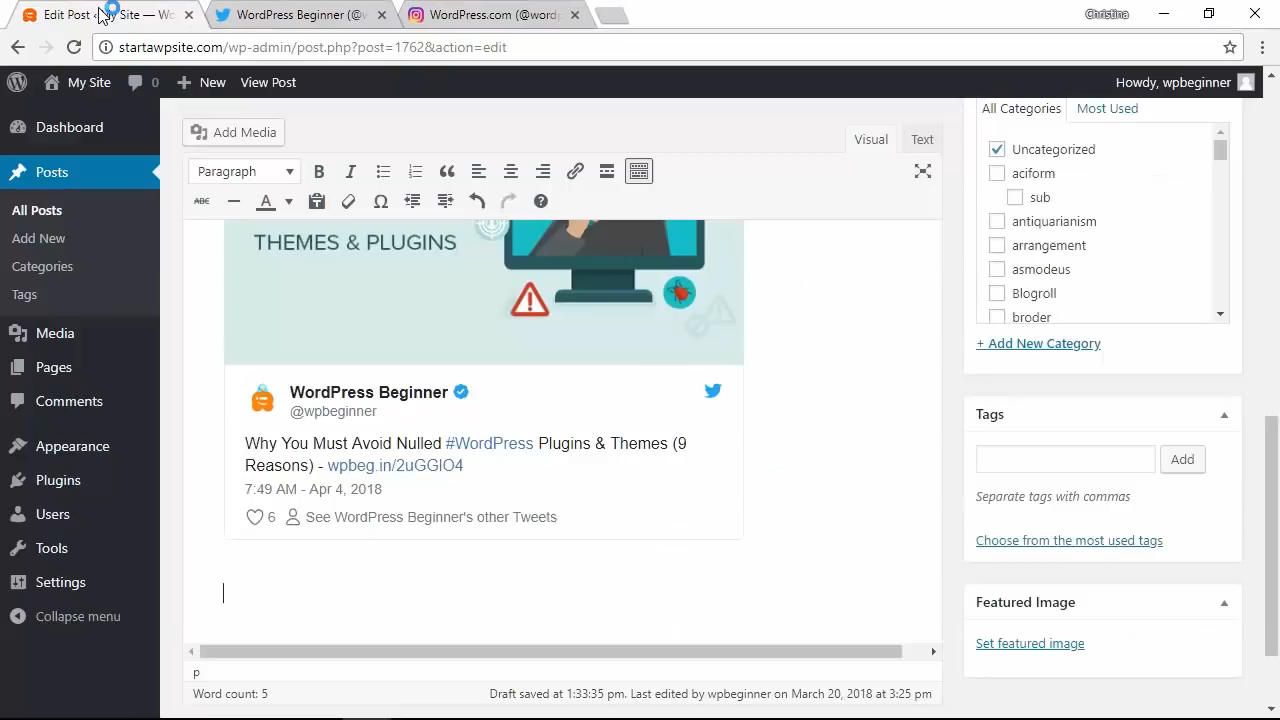 Edit Post
My Site — Wo
WordPress Beginner (@w
WordPress.com (@word
Christina
startawpsite.com/wp-admin/post.php?post=1762&action=edit
My Site
0
New
View Post
Howdy, wpbeginner
Dashboard
Posts
All Posts
Add New
Categories
Tags
Media
Pages
Comments
Appearance
Plugins
Users
Tools
Settings
Collapse menu
Add Media
Visual
Text
Paragraph
B
I
ABC
A
THEMES & PLUGINS
WordPress Beginner
@wpbeginner
Why You Must Avoid Nulled #WordPress Plugins & Themes (9
Reasons) - wpbeg.in/2uGGlO4
7:49 AM - Apr 4, 2018
6
See WordPress Beginner's other Tweets
p
Word count: 5
Draft saved at 1:33:35 pm. Last edited by wpbeginner on March 20, 2018 at 3:25 pm
All Categories
Most Used
Uncategorized
aciform
sub
antiquarianism
arrangement
asmodeus
Blogroll
broder
+ Add New Category
Tags
Add
Separate tags with commas
Choose from the most used tags
Featured Image
Set featured image